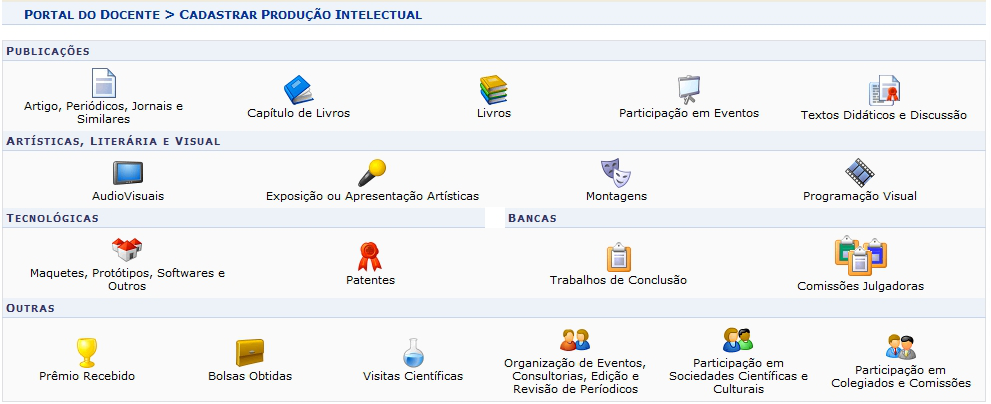 PORTAL DO DOCENTE > CADASTRAR PRODUÇÃO INTELECTUAL
PUBLICAÇÕES
Artigo, Periódicos, Jornais e
Similares
Capítulo de Livros
Livros
Participação em Eventos
Textos Didáticos e Discussão
ARTÍSTICAS, LITERÁRIA E VISUAL
AudioVisuais
Exposição ou Apresentação Artísticas
Montagens
Programação Visual
TECNOLÓGICAS
Maquetes, Protótipos, Softwares e
Outros
Patentes
BANCAS
Trabalhos de Conclusão
Comissões Julgadoras
OUTRAS
Prêmio Recebido
Bolsas Obtidas
Visitas Científicas
Organização de Eventos,
Consultorias, Edição e
Revisão de Períodicos
Participação em
Sociedades Científicas e
Culturais
Participação em
Colegiados e Comissões